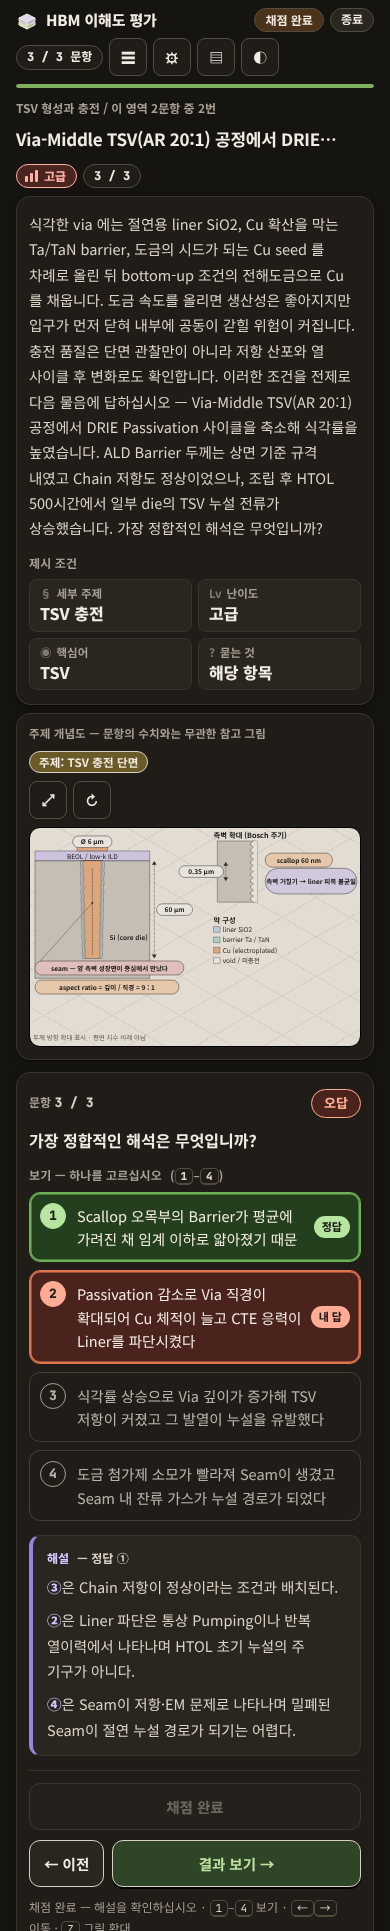 HBM 이해도 평가
채점 완료
종료
3 / 3 문항
TSV 형성과 충전 / 이 영역 2문항 중 2번
Via-Middle TSV(AR 20:1) 공정에서 DRIE…
고급
3 / 3
식각한 via 에는 절연용 liner SiO2, Cu 확산을 막는
Ta/TaN barrier, 도금의 시드가 되는 Cu seed 를
차례로 올린 뒤 bottom-up 조건의 전해도금으로 Cu
를 채웁니다. 도금 속도를 올리면 생산성은 좋아지지만
입구가 먼저 닫혀 내부에 공동이 갇힐 위험이 커집니다.
충전 품질은 단면 관찰만이 아니라 저항 산포와 열
사이클 후 변화로도 확인합니다. 이러한 조건을 전제로
다음 물음에 답하십시오 — Via-Middle TSV(AR 20:1)
공정에서 DRIE Passivation 사이클을 축소해 식각률을
높였습니다. ALD Barrier 두께는 상면 기준 규격
내였고 Chain 저항도 정상이었으나, 조립 후 HTOL
500시간에서 일부 die의 TSV 누설 전류가
상승했습니다. 가장 정합적인 해석은 무엇입니까?
제시 조건
§ 세부 주제
TSV 충전
Lv 난이도
고급
◉ 핵심어
TSV
? 묻는 것
해당 항목
주제 개념도 — 문항의 수치와는 무관한 참고 그림
주제: TSV 충전 단면
Ø 6 μm
BEOL / low-k ILD
60 μm
Si (core die)
seam — 양 측벽 성장면이 중심에서 만났다
aspect ratio = 깊이 / 직경 = 9 : 1
측벽 확대 (Bosch 주기)
0.35 μm
scallop 60 nm
측벽 거칠기 → liner 피복 불균일
막 구성
liner SiO2
barrier Ta / TaN
Cu (electroplated)
void / 미충전
두께 방향 확대 표시 · 평면 치수 비례 아님
문항 3 / 3
오답
가장 정합적인 해석은 무엇입니까?
보기 — 하나를 고르십시오 (1–4)
1 Scallop 오목부의 Barrier가 평균에
가려진 채 임계 이하로 얇아졌기 때문
정답
2 Passivation 감소로 Via 직경이
확대되어 Cu 체적이 늘고 CTE 응력이
Liner를 파단시켰다
내 답
3 식각률 상승으로 Via 깊이가 증가해 TSV
저항이 커졌고 그 발열이 누설을 유발했다
4 도금 첨가제 소모가 빨라져 Seam이 생겼고
Seam 내 잔류 가스가 누설 경로가 되었다
해설 — 정답 ①
③은 Chain 저항이 정상이라는 조건과 배치된다.
②은 Liner 파단은 통상 Pumping이나 반복
열이력에서 나타나며 HTOL 초기 누설의 주
기구가 아니다.
④은 Seam이 저항·EM 문제로 나타나며 밀폐된
Seam이 절연 누설 경로가 되기는 어렵다.
채점 완료
← 이전
결과 보기 →
채점 완료 — 해설을 확인하십시오 · 1–4 보기 · ← →
이동 · Z 그림 확대